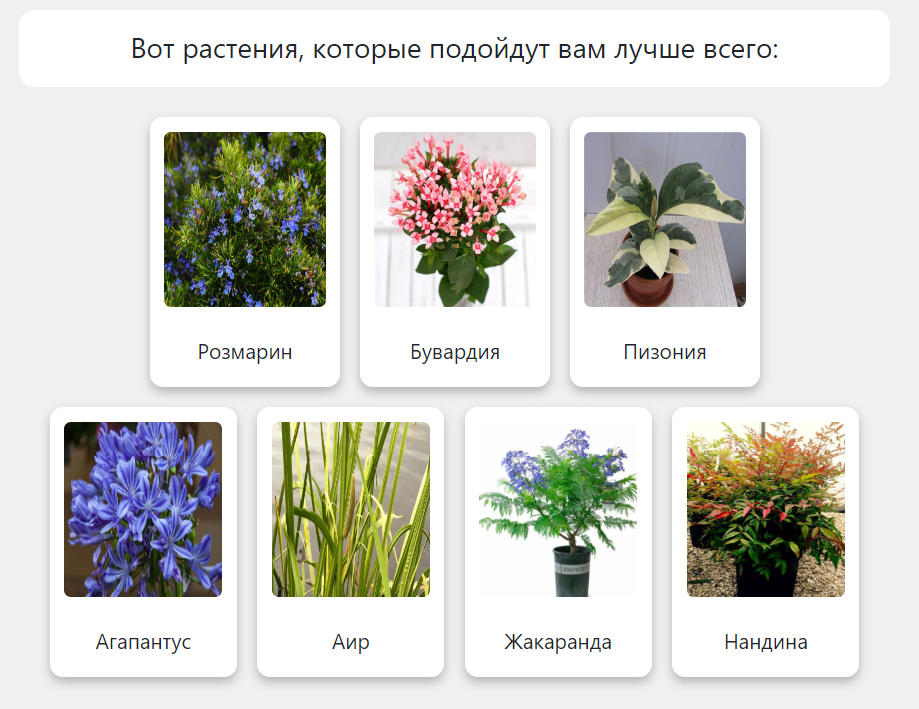 Вот растения, которые подойдут вам лучше всего:
Розмарин
Бувардия
Пизония
Агапантус
Аир
Жакаранда
Нандина